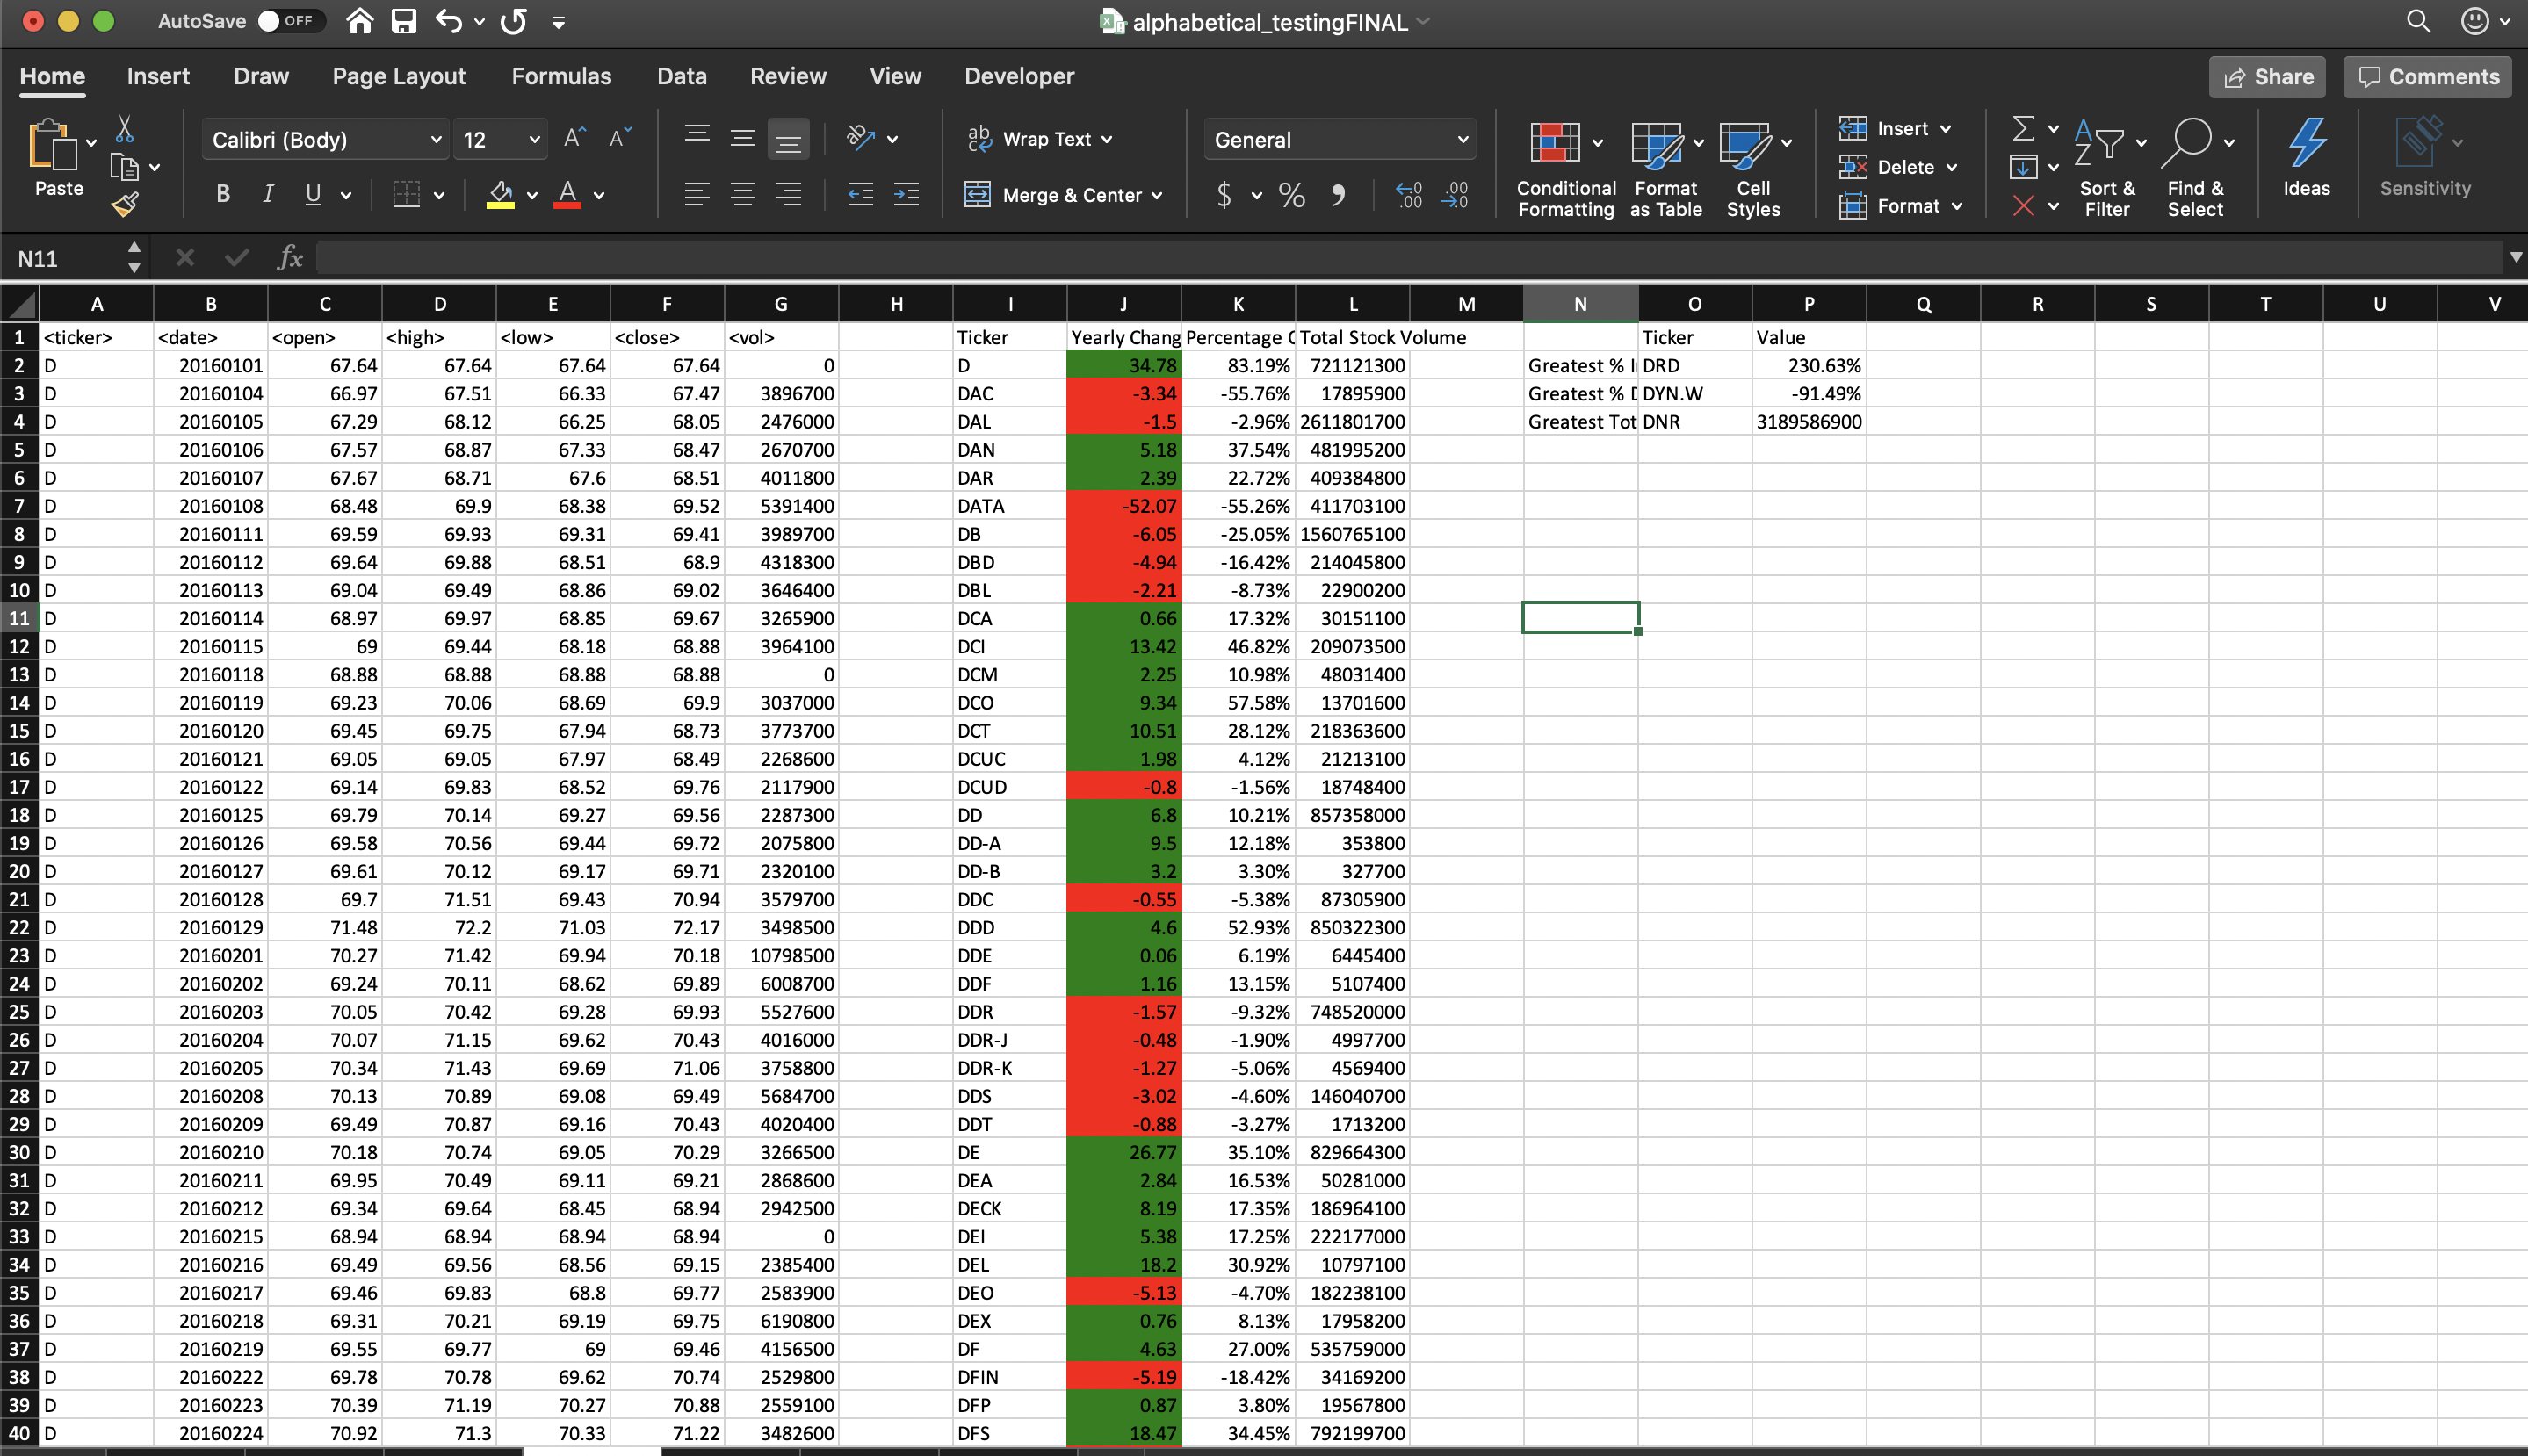 AutoSave OFF alphabetical_testingFINAL
Home Insert Draw Page Layout Formulas Data Review View Developer Share Comments
Paste Calibri (Body) 12 A^ A˅ ab Wrap Text General Conditional Formatting Format as Table Cell Styles Insert Delete Format Sort & Filter Find & Select Ideas Sensitivity
B I U A Merge & Center $ % 9 .00
N11 fx
A B C D E F G H I J K L M N O P Q R S T U V
1 <ticker> <date> <open> <high> <low> <close> <vol> Ticker Yearly Chang Percentage C Total Stock Volume Ticker Value
2 D 20160101 67.64 67.64 67.64 67.64 0 D 34.78 83.19% 721121300 Greatest % I DRD 230.63%
3 D 20160104 66.97 67.51 66.33 67.47 3896700 DAC -3.34 -55.76% 17895900 Greatest % D DYN.W -91.49%
4 D 20160105 67.29 68.12 66.25 68.05 2476000 DAL -1.5 -2.96% 2611801700 Greatest Tot DNR 3189586900
5 D 20160106 67.57 68.87 67.33 68.47 2670700 DAN 5.18 37.54% 481995200
6 D 20160107 67.67 68.71 67.6 68.51 4011800 DAR 2.39 22.72% 409384800
7 D 20160108 68.48 69.9 68.38 69.52 5391400 DATA -52.07 -55.26% 411703100
8 D 20160111 69.59 69.93 69.31 69.41 3989700 DB -6.05 -25.05% 1560765100
9 D 20160112 69.64 69.88 68.51 68.9 4318300 DBD -4.94 -16.42% 214045800
10 D 20160113 69.04 69.49 68.86 69.02 3646400 DBL -2.21 -8.73% 22900200
11 D 20160114 68.97 69.97 68.85 69.67 3265900 DCA 0.66 17.32% 30151100
12 D 20160115 69 69.44 68.18 68.88 3964100 DCI 13.42 46.82% 209073500
13 D 20160118 68.88 68.88 68.88 68.88 0 DCM 2.25 10.98% 48031400
14 D 20160119 69.23 70.06 68.69 69.9 3037000 DCO 9.34 57.58% 13701600
15 D 20160120 69.45 69.75 67.94 68.73 3773700 DCT 10.51 28.12% 218363600
16 D 20160121 69.05 69.05 67.97 68.49 2268600 DCUC 1.98 4.12% 21213100
17 D 20160122 69.14 69.83 68.52 69.76 2117900 DCUD -0.8 -1.56% 18748400
18 D 20160125 69.79 70.14 69.27 69.56 2287300 DD 6.8 10.21% 857358000
19 D 20160126 69.58 70.56 69.44 69.72 2075800 DD-A 9.5 12.18% 353800
20 D 20160127 69.61 70.12 69.17 69.71 2320100 DD-B 3.2 3.30% 327700
21 D 20160128 69.7 71.51 69.43 70.94 3579700 DDC -0.55 -5.38% 87305900
22 D 20160129 71.48 72.2 71.03 72.17 3498500 DDD 4.6 52.93% 850322300
23 D 20160201 70.27 71.42 69.94 70.18 10798500 DDE 0.06 6.19% 6445400
24 D 20160202 69.24 70.11 68.62 69.89 6008700 DDF 1.16 13.15% 5107400
25 D 20160203 70.05 70.42 69.28 69.93 5527600 DDR -1.57 -9.32% 748520000
26 D 20160204 70.07 71.15 69.62 70.43 4016000 DDR-J -0.48 -1.90% 4997700
27 D 20160205 70.34 71.43 69.69 71.06 3758800 DDR-K -1.27 -5.06% 4569400
28 D 20160208 70.13 70.89 69.08 69.49 5684700 DDS -3.02 -4.60% 146040700
29 D 20160209 69.49 70.87 69.16 70.43 4020400 DDT -0.88 -3.27% 1713200
30 D 20160210 70.18 70.74 69.05 70.29 3266500 DE 26.77 35.10% 829664300
31 D 20160211 69.95 70.49 69.11 69.21 2868600 DEA 2.84 16.53% 50281000
32 D 20160212 69.34 69.64 68.45 68.94 2942500 DECK 8.19 17.35% 186964100
33 D 20160215 68.94 68.94 68.94 68.94 0 DEI 5.38 17.25% 222177000
34 D 20160216 69.49 69.56 68.56 69.15 2385400 DEL 18.2 30.92% 10797100
35 D 20160217 69.46 69.83 68.8 69.77 2583900 DEO -5.13 -4.70% 182238100
36 D 20160218 69.31 70.21 69.19 69.75 6190800 DEX 0.76 8.13% 17958200
37 D 20160219 69.55 69.77 69 69.46 4156500 DF 4.63 27.00% 535759000
38 D 20160222 69.78 70.78 69.62 70.74 2529800 DFIN -5.19 -18.42% 34169200
39 D 20160223 70.39 71.19 70.27 70.88 2559100 DFP 0.87 3.80% 19567800
40 D 20160224 70.92 71.3 70.33 71.22 3482600 DFS 18.47 34.45% 792199700